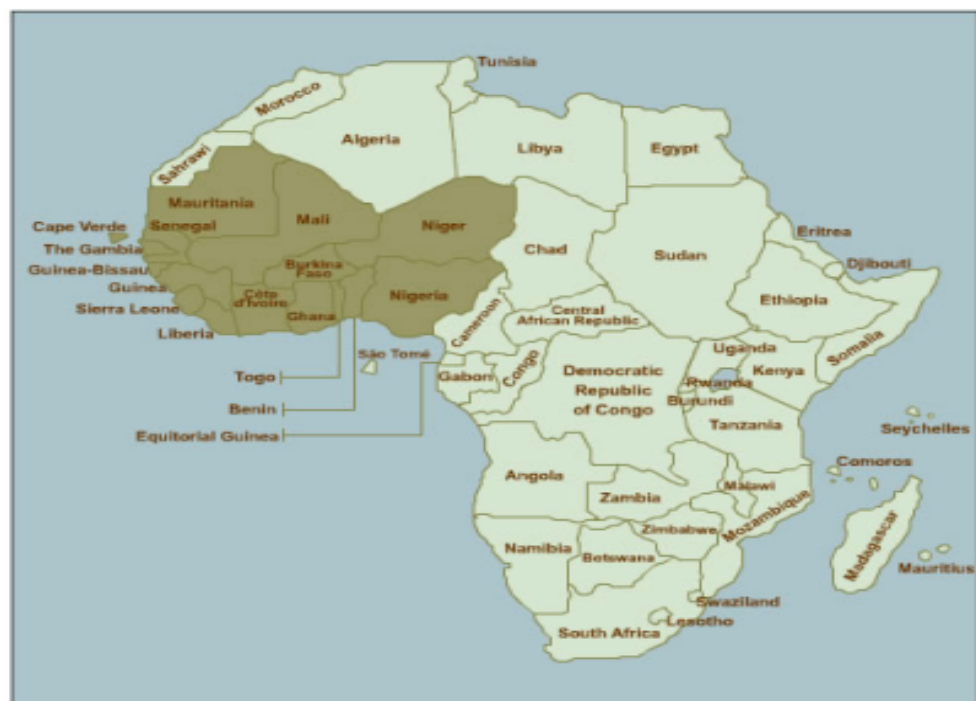 Tunisia
Morocco
Algeria
Libya
Egypt
Sahrawi
Mauritania
Mali
Niger
Cape Verde
Senegal
The Gambia
Chad
Sudan
Eritrea
Guinea-Bissau
Burkina
Faso
Djibouti
Guinea
Côte
d'Ivoire
Nigeria
Ethiopia
Sierra Leone
Ghana
Cameroon
Central
African Republic
Liberia
Somalia
São Tomé
Uganda
Togo
Gabon
Congo
Democratic
Republic
of Congo
Kenya
Rwanda
Burundi
Benin
Tanzania
Equitorial Guinea
Seychelles
Comoros
Angola
Malawi
Zambia
Mozambique
Zimbabwe
Namibia
Botswana
Madagascar
Mauritius
Swaziland
Lesotho
South Africa